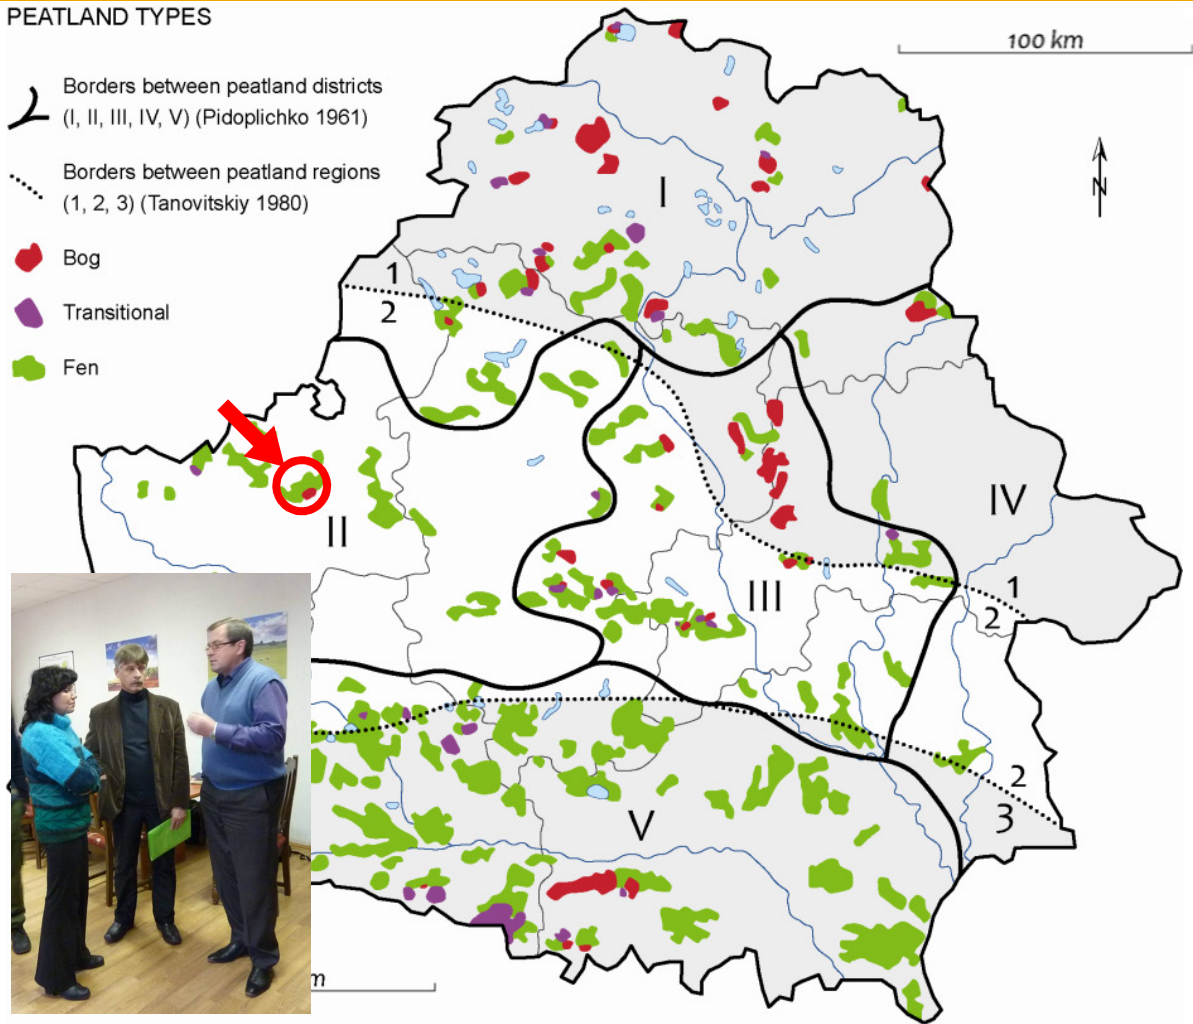 PEATLAND TYPES
100 km
Borders between peatland districts
(I, II, III, IV, V) (Pidoplichko 1961)
Borders between peatland regions
(1, 2, 3) (Tanovitskiy 1980)
N
I
Bog
1
2
Transitional
Fen
II
IV
III
1
2
2
V
3
m